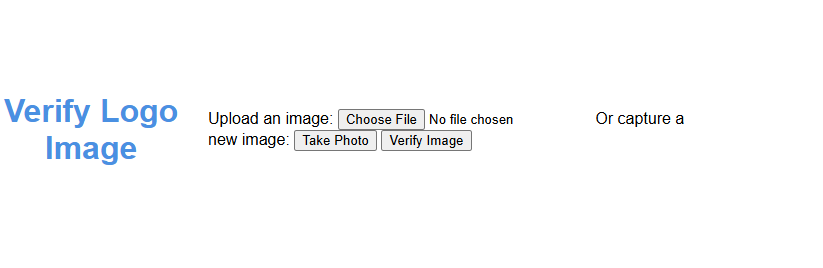 Verify Logo
Image
Upload an image: Choose File No file chosen Or capture a
new image: Take Photo Verify Image